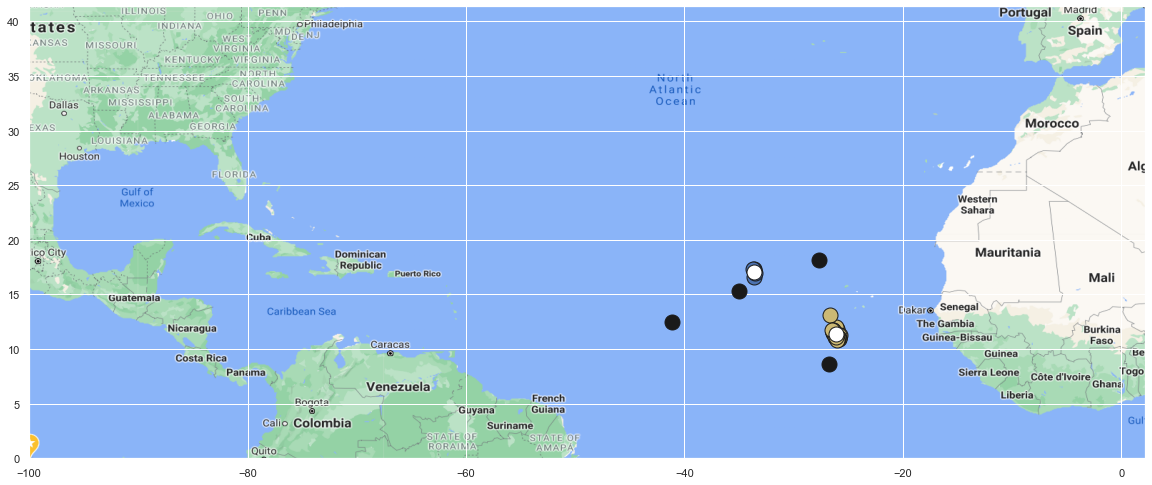 ILLINOIS
OHIO
PENN
Philadelphia
INDIANA
tates
MD
DE
NJ
KANSAS
MISSOURI
WEST
VIRGINIA
KENTUCKY
VIRGINIA
OKLAHOMA
TENNESSEE
NORTH
CAROLINA
ARKANSAS
MISSISSIPPI
SOUTH
CAROLINA
Dallas
ALABAMA
GEORGIA
EXAS
LOUISIANA
Houston
FLORIDA
Gulf of
Mexico
North
Atlantic
Ocean
Portugal
Madrid
Spain
Morocco
Alg
Western
Sahara
Mauritania
Mali
Cuba
ico City
Dominican
Republic
Puerto Rico
Guatemala
Caribbean Sea
Nicaragua
Dakar
Senegal
The Gambia
Guinea-Bissau
Burkina
Faso
Guinea
Be
Sierra Leone
Côte d'Ivoire
Togo
Ghana
Liberia
Costa Rica
Panama
Caracas
Venezuela
Bogota
Guyana
French
Guiana
Suriname
Cali
Colombia
STATE OF
RORAIMA
STATE OF
AMAPA
Quito
Gul
40
35
30
25
20
15
10
5
0
−100
−80
−60
−40
−20
0